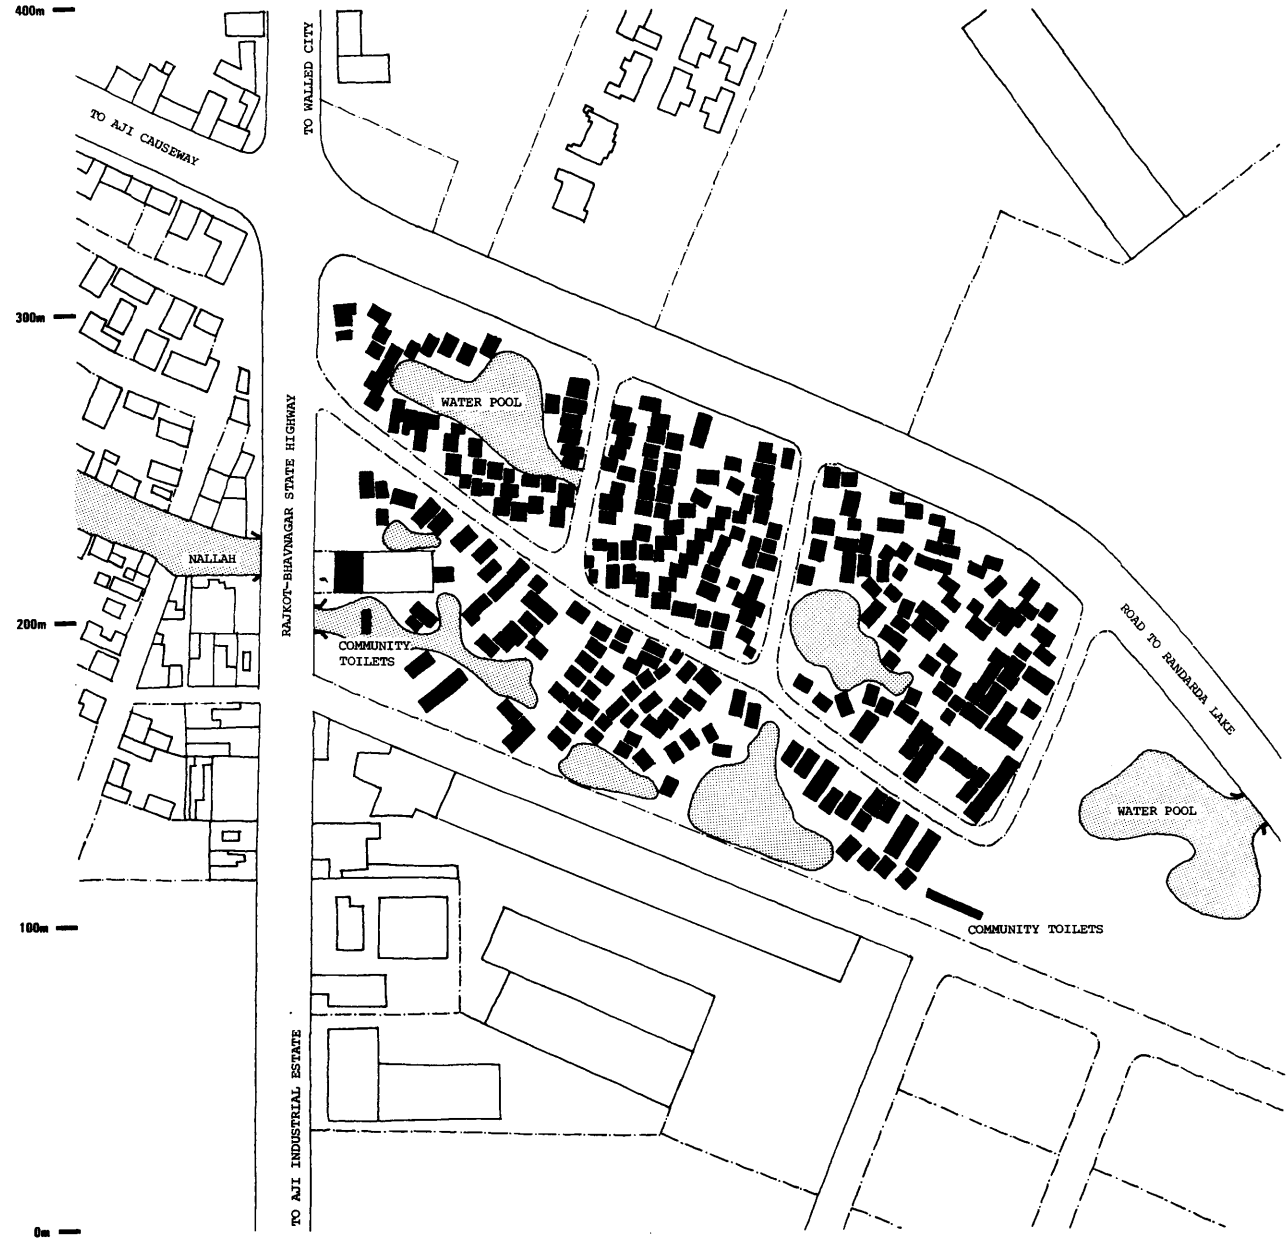 400m
TO WALLED CITY
TO AJI CAUSEWAY
300m
WATER POOL
RAJKOT-BHAVNAGAR STATE HIGHWAY
NALLAH
200m
COMMUNITY
TOILETS
ROAD TO RANDARDA LAKE
WATER POOL
100m
COMMUNITY TOILETS
TO AJI INDUSTRIAL ESTATE
0m